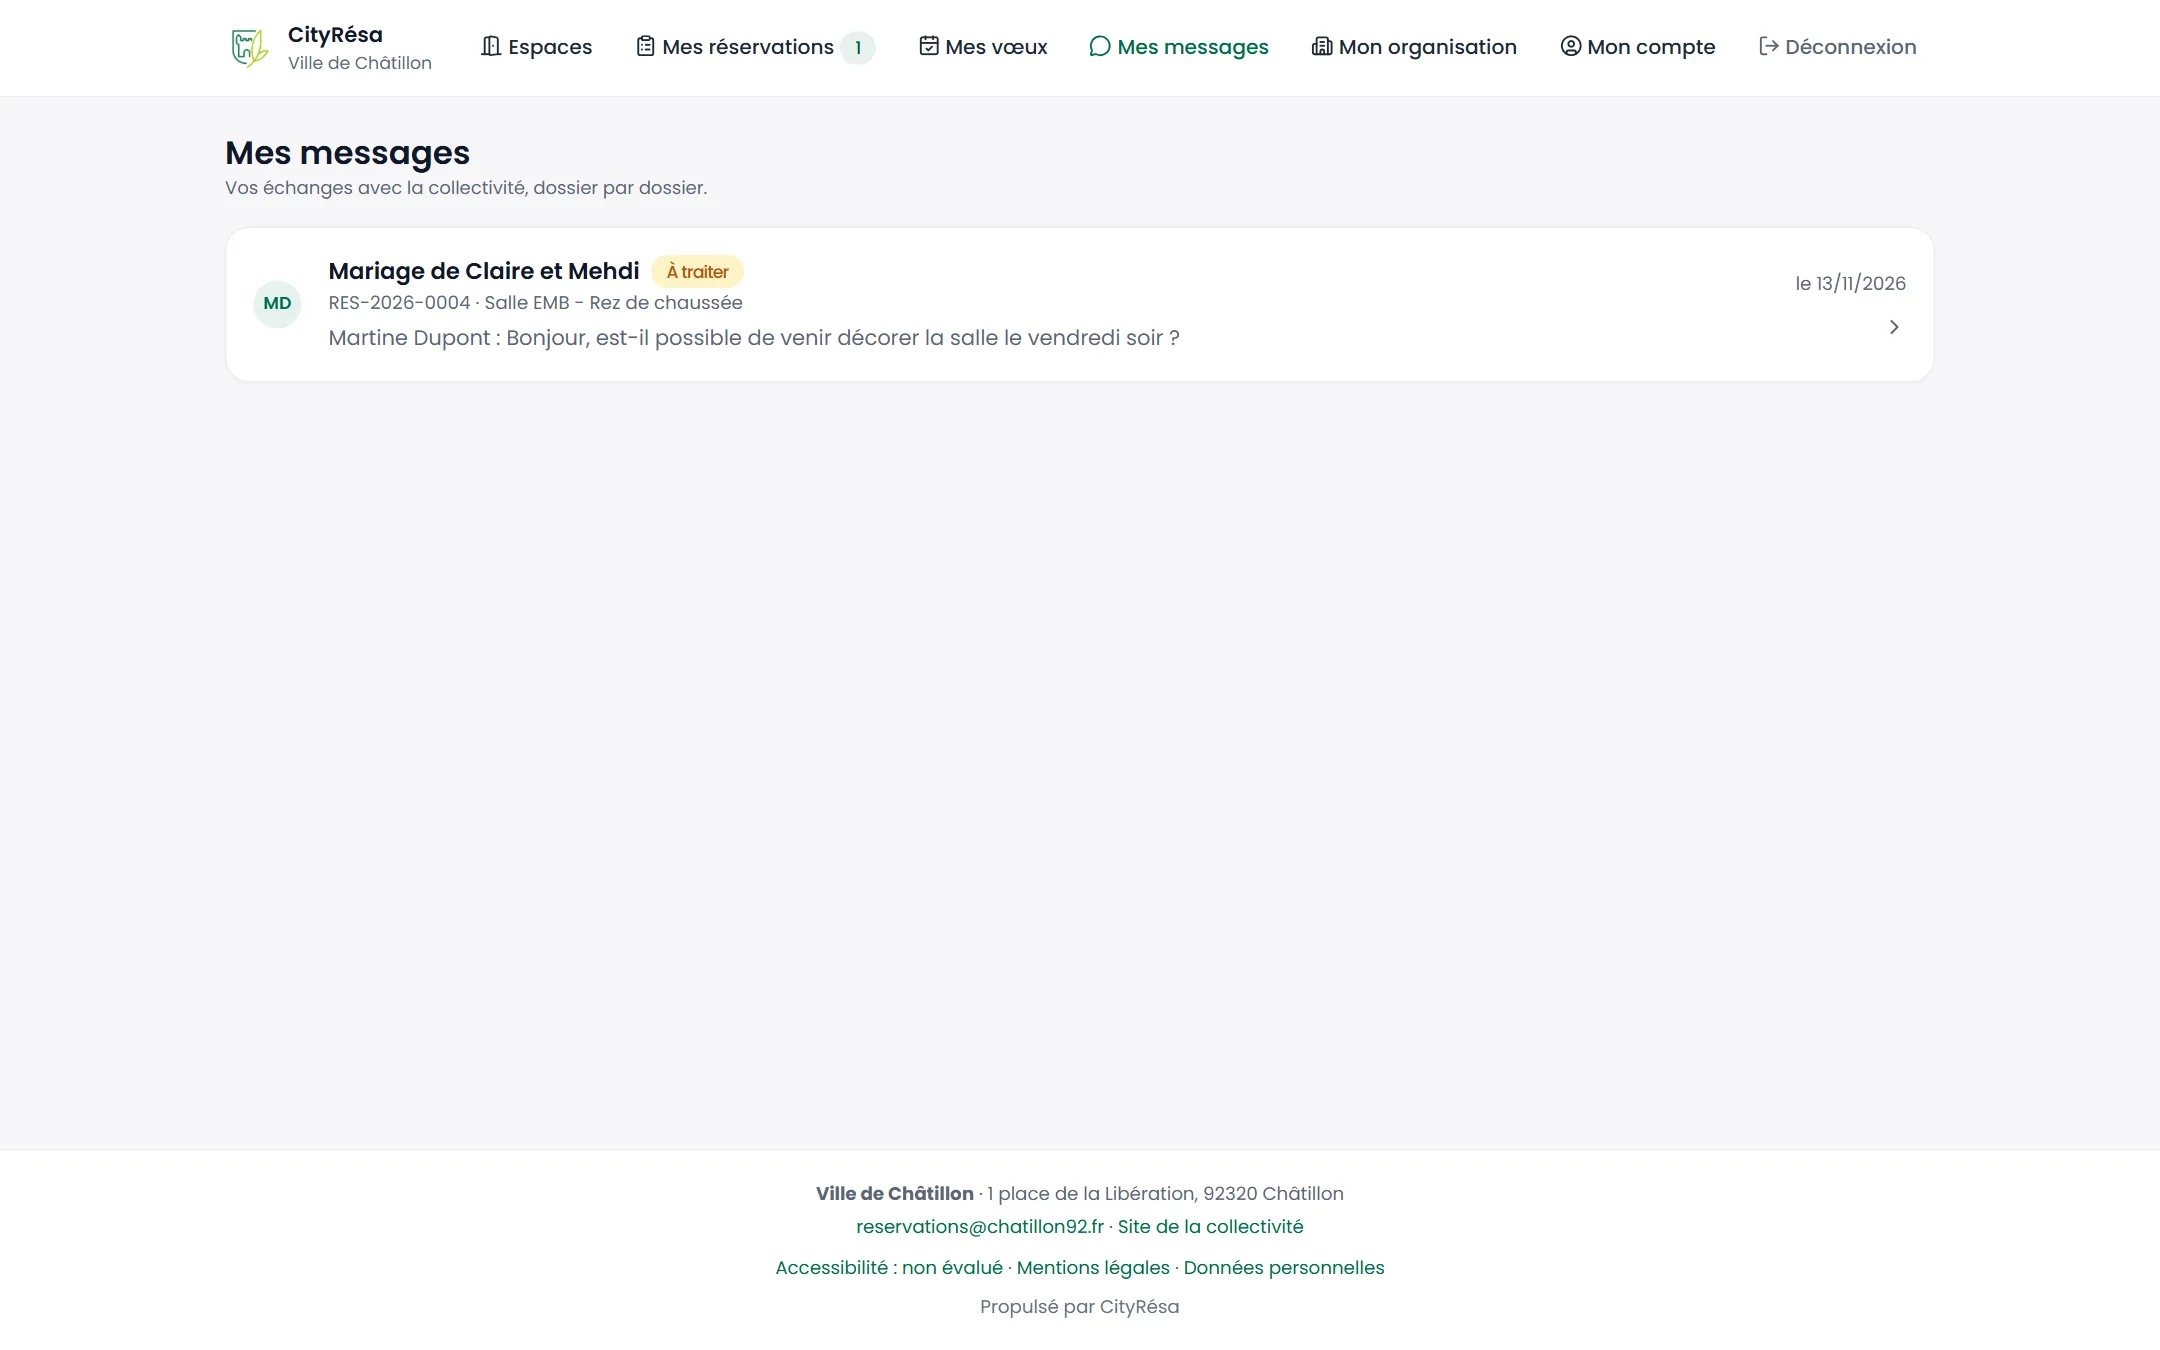 CityRésa
Ville de Châtillon
Espaces
Mes réservations 1
Mes vœux
Mes messages
Mon organisation
Mon compte
Déconnexion
Mes messages
Vos échanges avec la collectivité, dossier par dossier.
MD
Mariage de Claire et Mehdi À traiter
RES-2026-0004 · Salle EMB - Rez de chaussée
Martine Dupont : Bonjour, est-il possible de venir décorer la salle le vendredi soir ?
le 13/11/2026
Ville de Châtillon · 1 place de la Libération, 92320 Châtillon
reservations@chatillon92.fr · Site de la collectivité
Accessibilité : non évalué · Mentions légales · Données personnelles
Propulsé par CityRésa